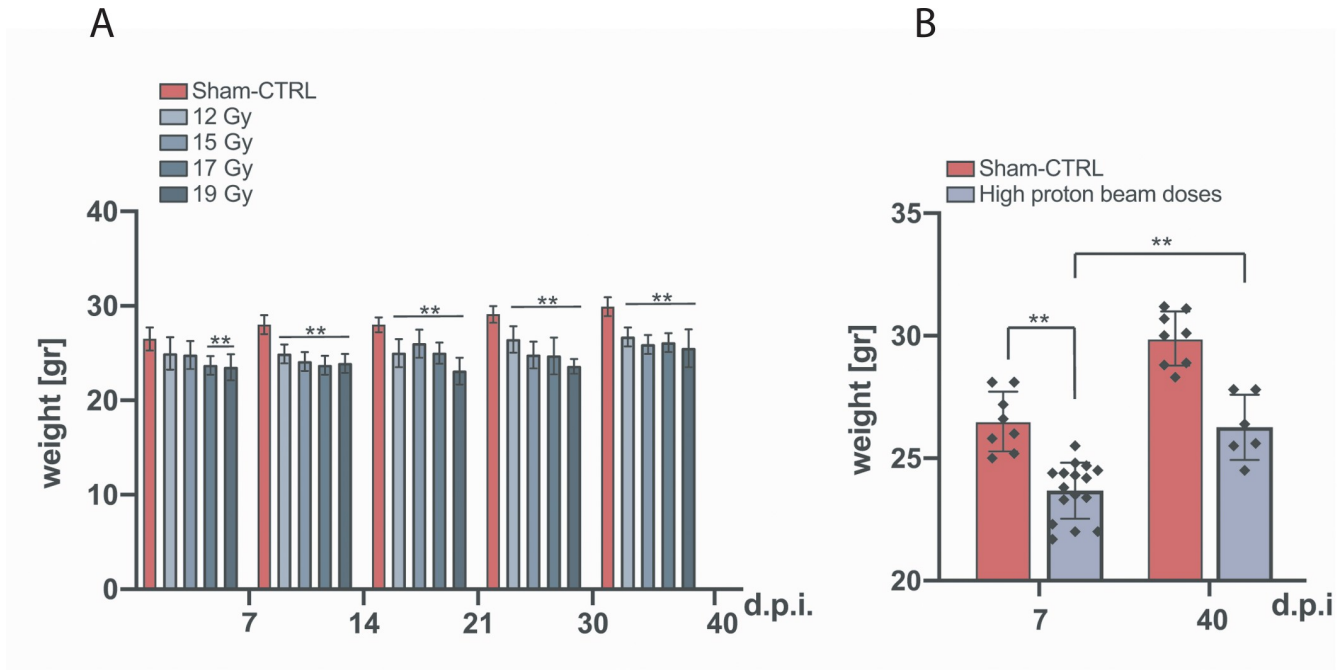 A
B
Sham-CTRL
12 Gy
15 Gy
17 Gy
19 Gy
Sham-CTRL
High proton beam doses
40
30
20
10
0
weight [gr]
**
**
**
**
**
7
14
21
30
40
d.p.i.
35
30
25
20
weight [gr]
**
**
7
40
d.p.i